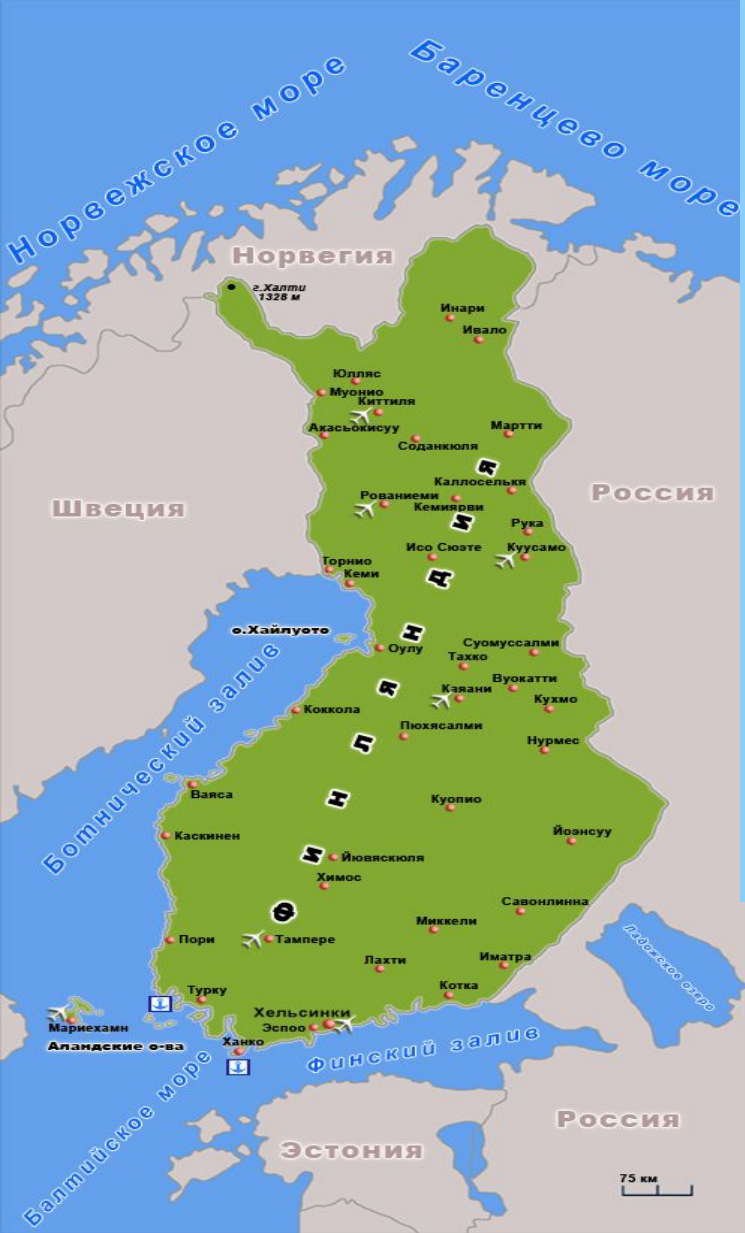 Норвежское море
Баренцево море
Норвегия
г.Халти
1328 м
Инари
Ивало
Юлляс
Муонио
Киттиля
Акасьокисуу
Соданкюля
Мартти
Швеция
Россия
Каллоселькя
Рованиеми
Кемиярви
Рука
Исо Сюэте
Куусамо
Торнио
Кеми
о.Хайлуото
Оулу
Суомуссалми
Тахко
Вуокатти
Каяани
Кухмо
Коккола
Пюхясалми
Нурмес
Ботнический залив
ФИНЛЯНДИЯ
Вааса
Куопио
Каскинен
Йоэнсуу
Йювяскюля
Химос
Савонлинна
Миккели
Пори
Тампере
Лахти
Иматра
Ладожское озеро
Турку
Котка
Хельсинки
Эспоо
Мариехамн
Аландские о-ва
Ханко
Финский залив
Балтийское море
Эстония
Россия
75 км